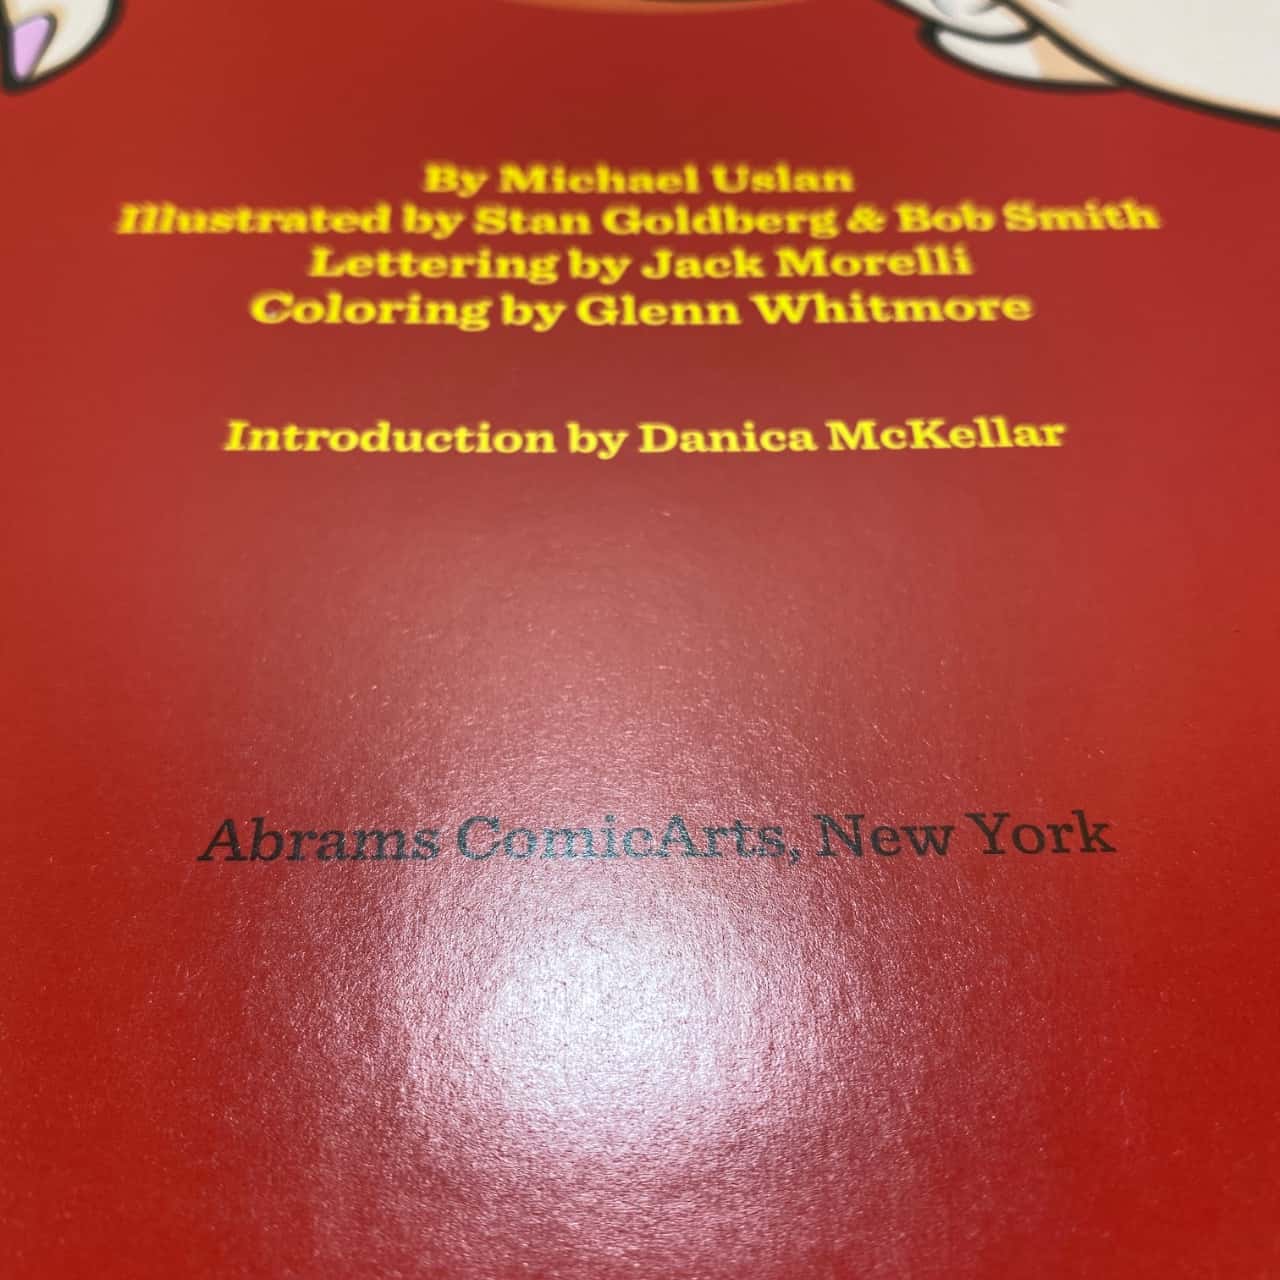 By Michael Uslan
Illustrated by Stan Goldberg & Bob Smith
Lettering by Jack Morelli
Coloring by Glenn Whitmore
Introduction by Danica McKellar
Abrams ComicArts, New York